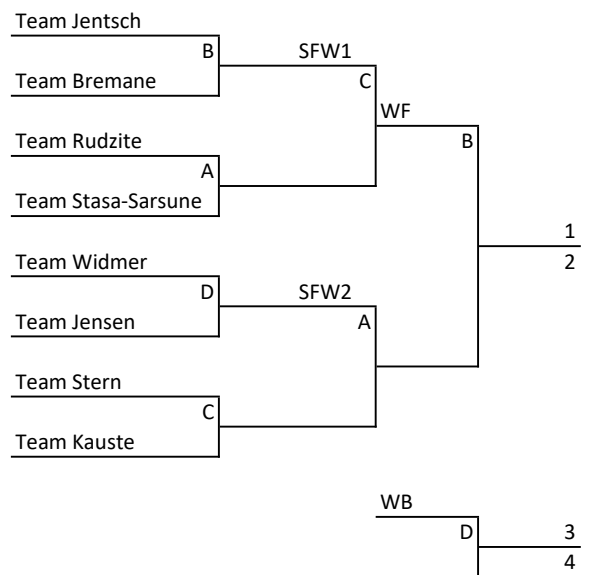 Team Jentsch
B
SFW1
Team Bremane
C
WF
Team Rudzite
B
A
Team Stasa-Sarsune
1
Team Widmer
2
D
SFW2
Team Jensen
A
Team Stern
C
Team Kauste
WB
D
3
4